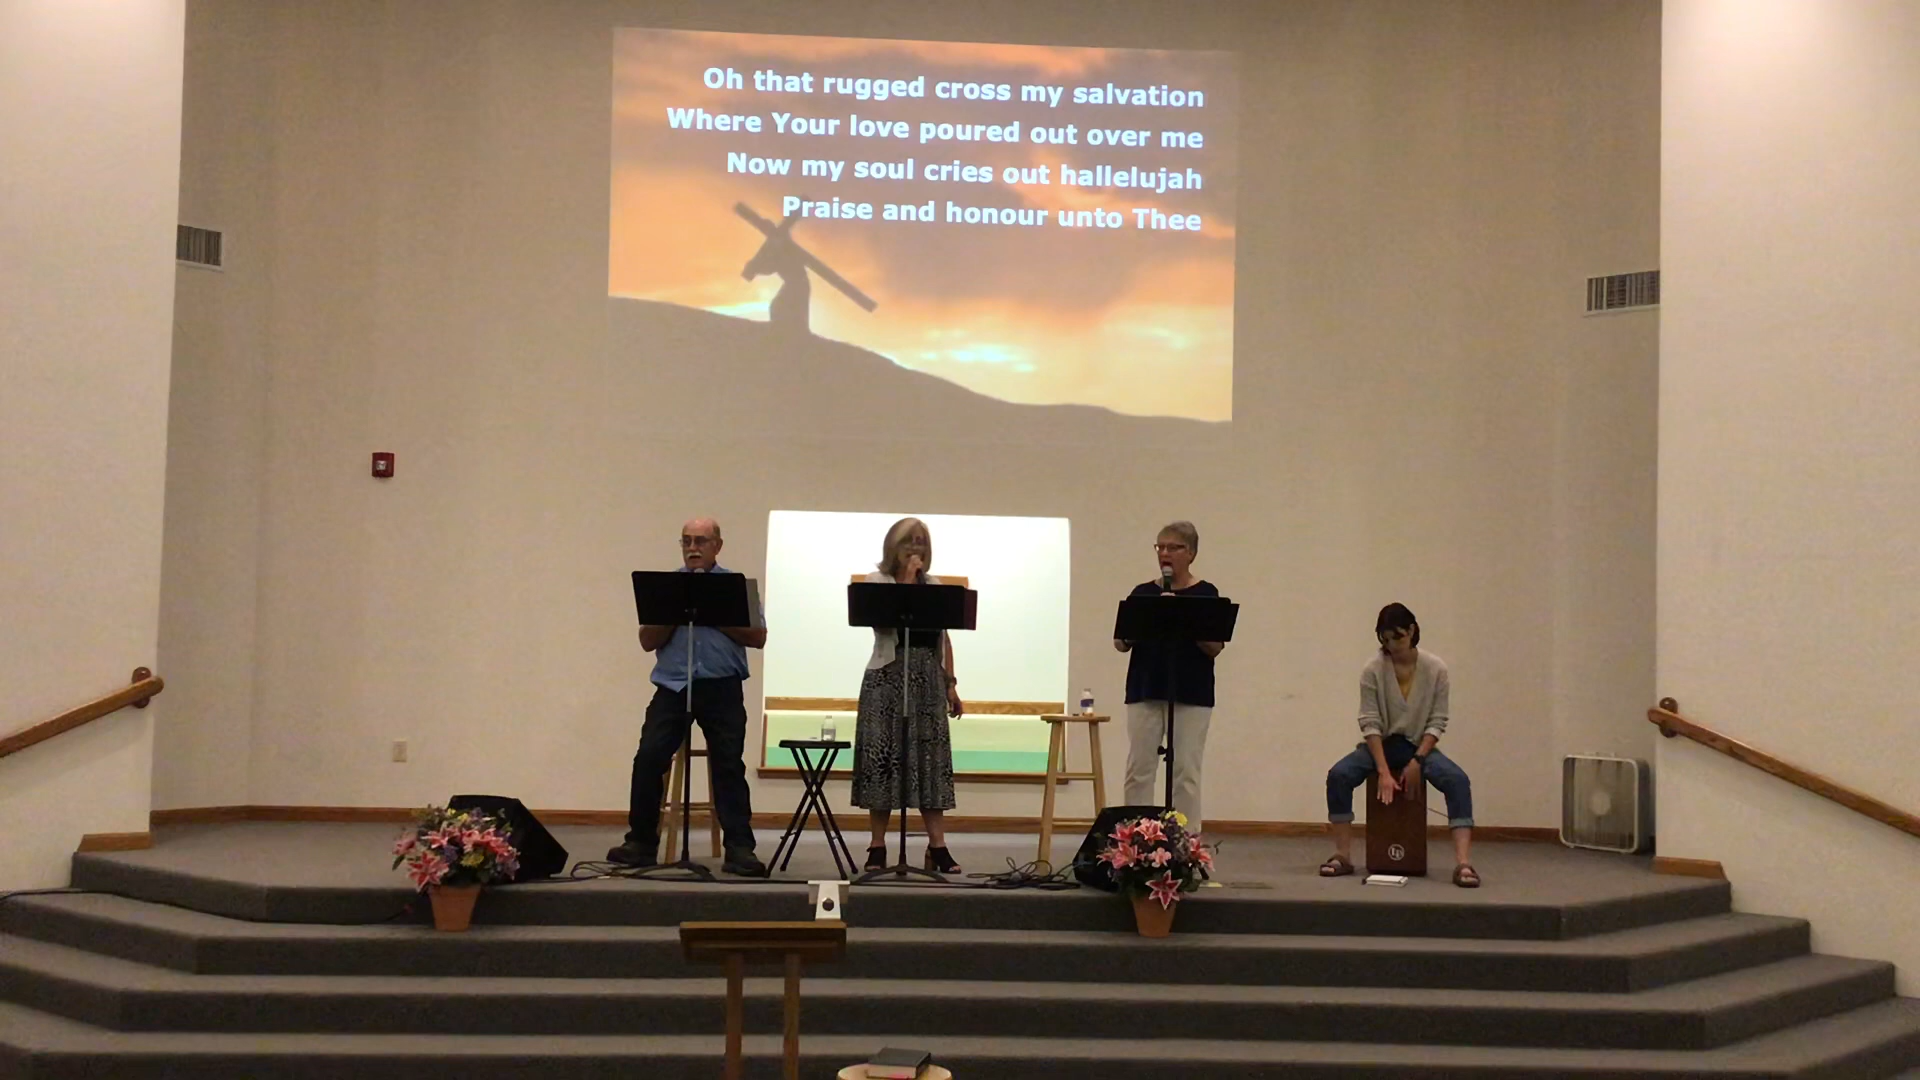 Oh that rugged cross my salvation
Where Your love poured out over me
Now my soul cries out hallelujah
Praise and honour unto Thee
LP